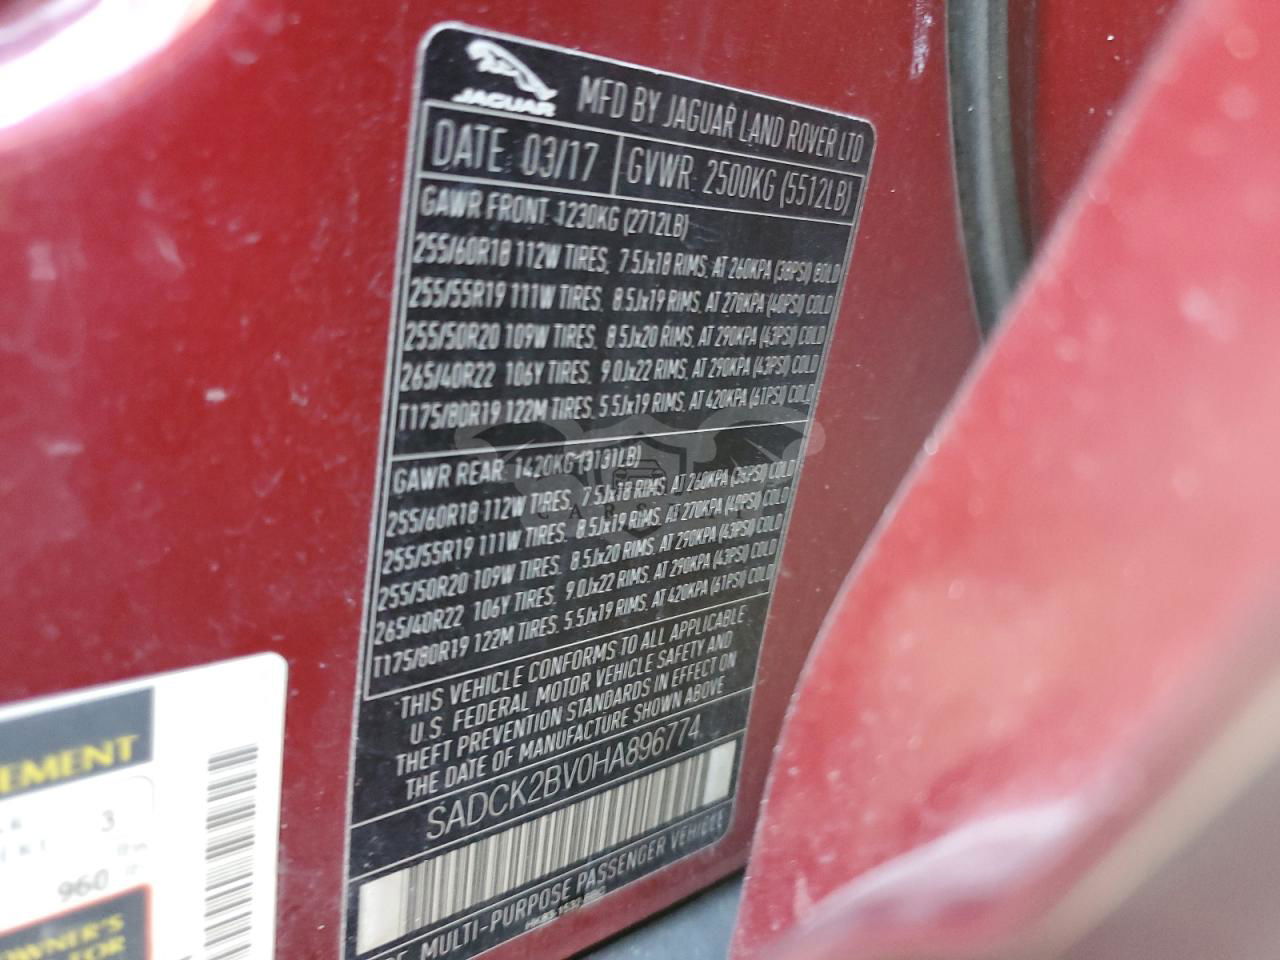 JAGUAR
MFD BY JAGUAR LAND ROVER LTD
DATE: 03/17
GVWR: 2500KG (5512LB)
GAWR FRONT: 1230KG (2712LB)
255/60R18 112W TIRES, 7.5Jx18 RIMS, AT 260KPA (38PSI) COLD
255/55R19 111W TIRES, 8.5Jx19 RIMS, AT 270KPA (40PSI) COLD
255/50R20 109W TIRES, 8.5Jx20 RIMS, AT 290KPA (43PSI) COLD
265/40R22 106Y TIRES, 9.0Jx22 RIMS, AT 290KPA (43PSI) COLD
T175/80R19 122M TIRES, 5.5Jx19 RIMS, AT 420KPA (61PSI) COLD
GAWR REAR: 1420KG (3131LB)
255/60R18 112W TIRES, 7.5Jx18 RIMS, AT 260KPA (38PSI) COLD
255/55R19 111W TIRES, 8.5Jx19 RIMS, AT 270KPA (40PSI) COLD
255/50R20 109W TIRES, 8.5Jx20 RIMS, AT 290KPA (43PSI) COLD
265/40R22 106Y TIRES, 9.0Jx22 RIMS, AT 290KPA (43PSI) COLD
T175/80R19 122M TIRES, 5.5Jx19 RIMS, AT 420KPA (61PSI) COLD
THIS VEHICLE CONFORMS TO ALL APPLICABLE
U.S. FEDERAL MOTOR VEHICLE SAFETY AND
THEFT PREVENTION STANDARDS IN EFFECT ON
THE DATE OF MANUFACTURE SHOWN ABOVE
SADCK2BV0HA896774
PE: MULTI-PURPOSE PASSENGER VEHICLE
EMENT
3
960
OWNER'S
FOR